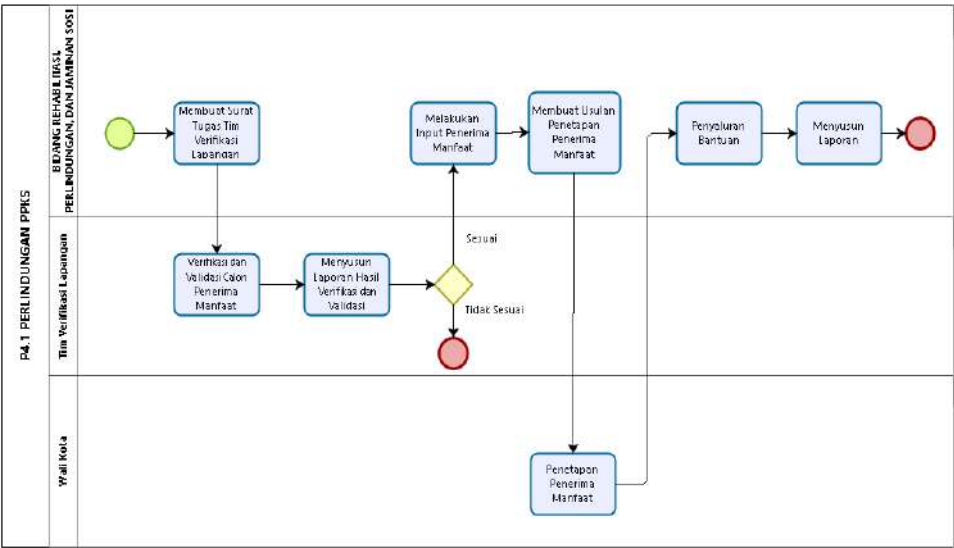 P4.1 PERLINDUNGAN PPKS
BIDANG REHABILITASI,
PERLINDUNGAN, DAN JAMINAN SOSI
Membuat Surat
Tugas Tim
Verifikasi
Lapangan
Melakukan
Input Penerima
Manfaat
Membuat Usulan
Penetapan
Penerima
Manfaat
Penyaluran
Bantuan
Menyusun
Laporan
Tim Verifikasi Lapangan
Verifikasi dan
Validasi Calon
Penerima
Manfaat
Menyusun
Laporan Hasil
Verifikasi dan
Validasi
Sesuai
Tidak Sesuai
Wali Kota
Penetapan
Penerima
Manfaat